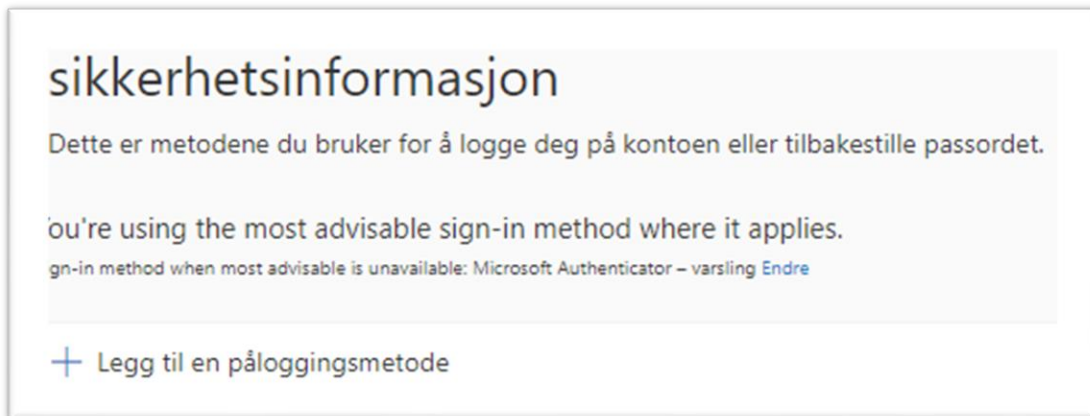 sikkerhetsinformasjon
Dette er metodene du bruker for å logge deg på kontoen eller tilbakestille passordet.
ou're using the most advisable sign-in method where it applies.
gn-in method when most advisable is unavailable: Microsoft Authenticator – varsling Endre
+ Legg til en påloggingsmetode